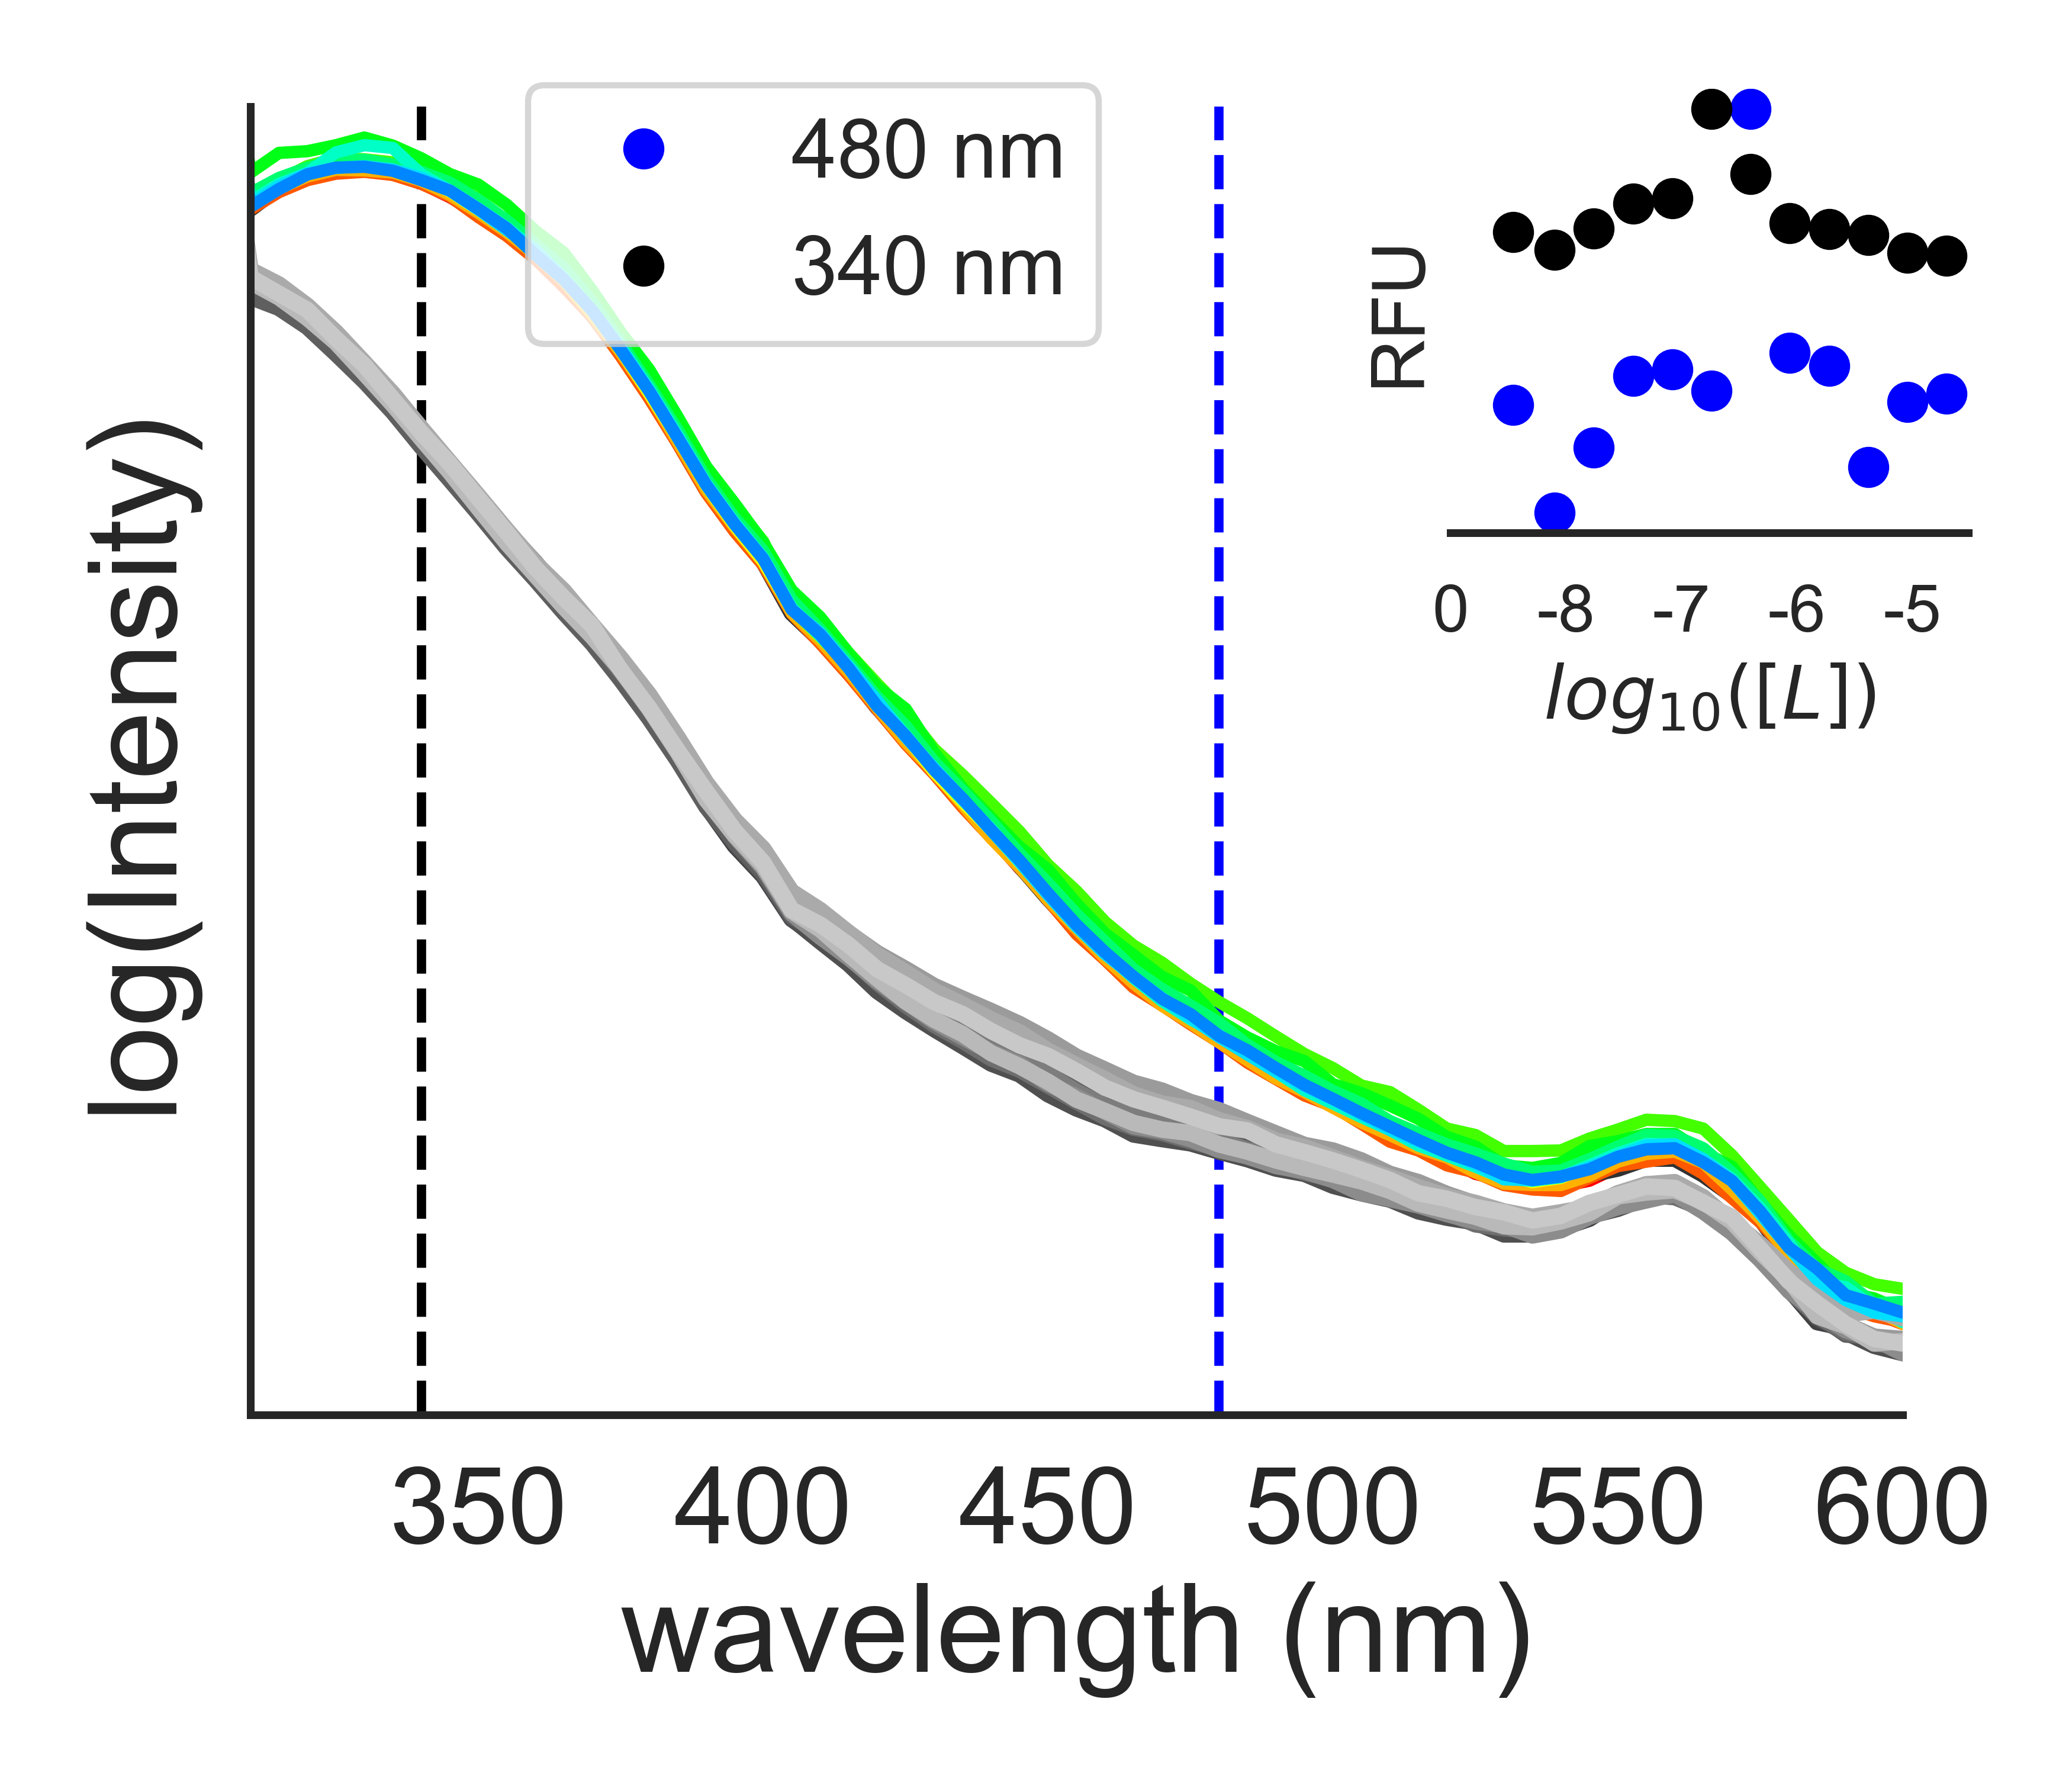 480 nm
340 nm
RFU
0 -8 -7 -6 -5
log10([L])
log(Intensity)
350 400 450 500 550 600
wavelength (nm)